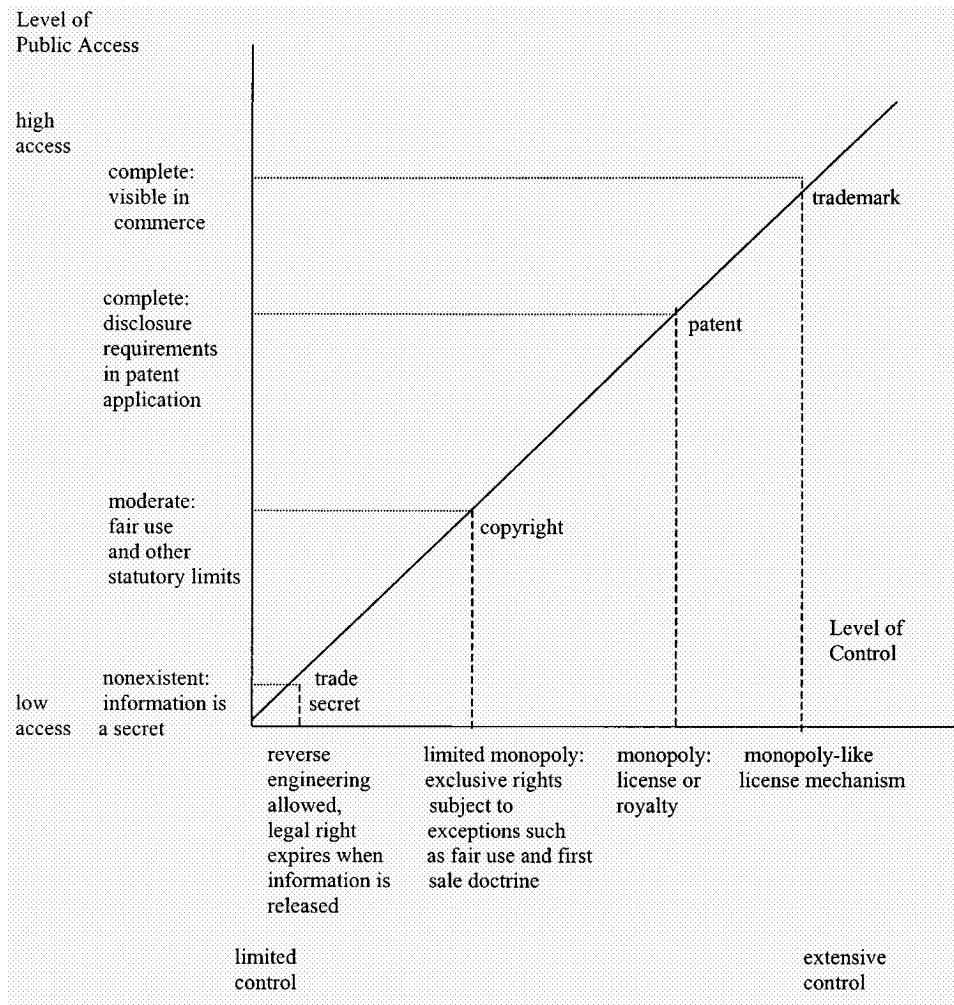 Level of
Public Access
high
access
complete:
visible in
commerce
trademark
complete:
disclosure
requirements
in patent
application
patent
moderate:
fair use
and other
statutory limits
copyright
Level of
Control
nonexistent:
information is
a secret
trade
secret
low
access
reverse
engineering
allowed,
legal right
expires when
information is
released
limited monopoly:
exclusive rights
subject to
exceptions such
as fair use and first
sale doctrine
monopoly:
license or
royalty
monopoly-like
license mechanism
limited
control
extensive
control